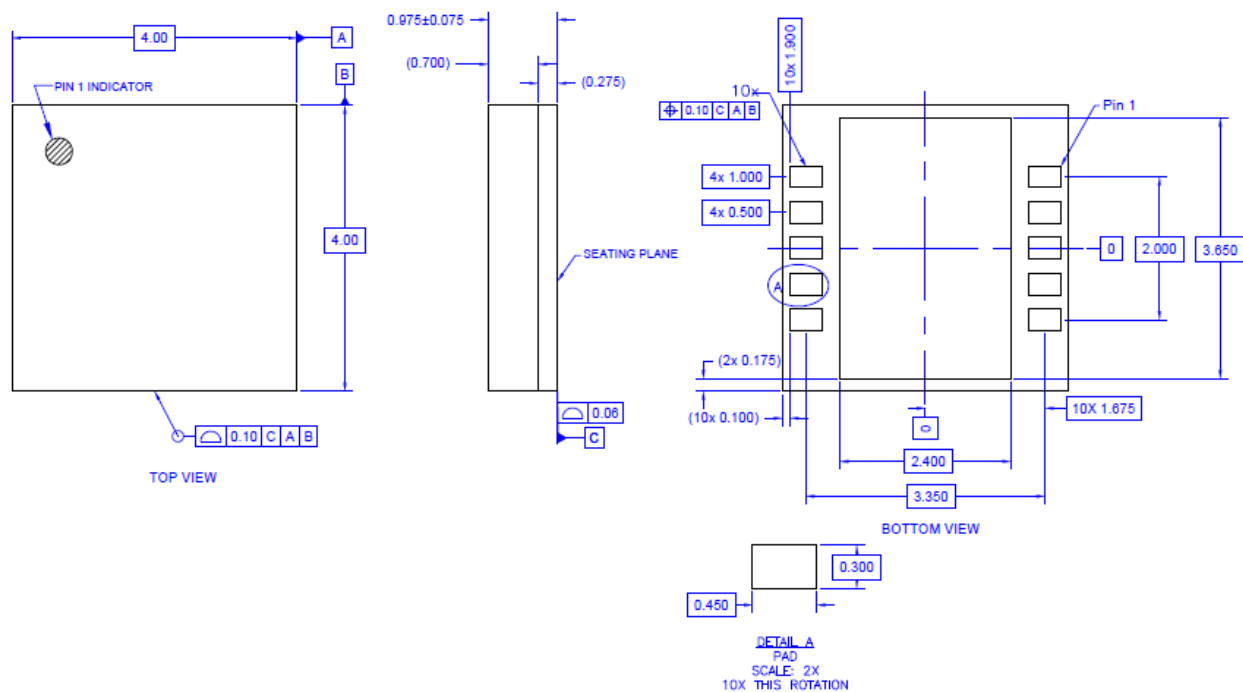 4.00
A
B
PIN 1 INDICATOR
4.00
0.10 C A B
TOP VIEW
0.975±0.075
(0.700)
(0.275)
SEATING PLANE
0.06
C
10x 1.900
10x
0.10 C A B
Pin 1
4x 1.000
4x 0.500
0
2.000
3.650
A
(2x 0.175)
(10x 0.100)
10X 1.675
0
2.400
3.350
BOTTOM VIEW
0.300
0.450
DETAIL A
PAD
SCALE: 2X
10X THIS ROTATION